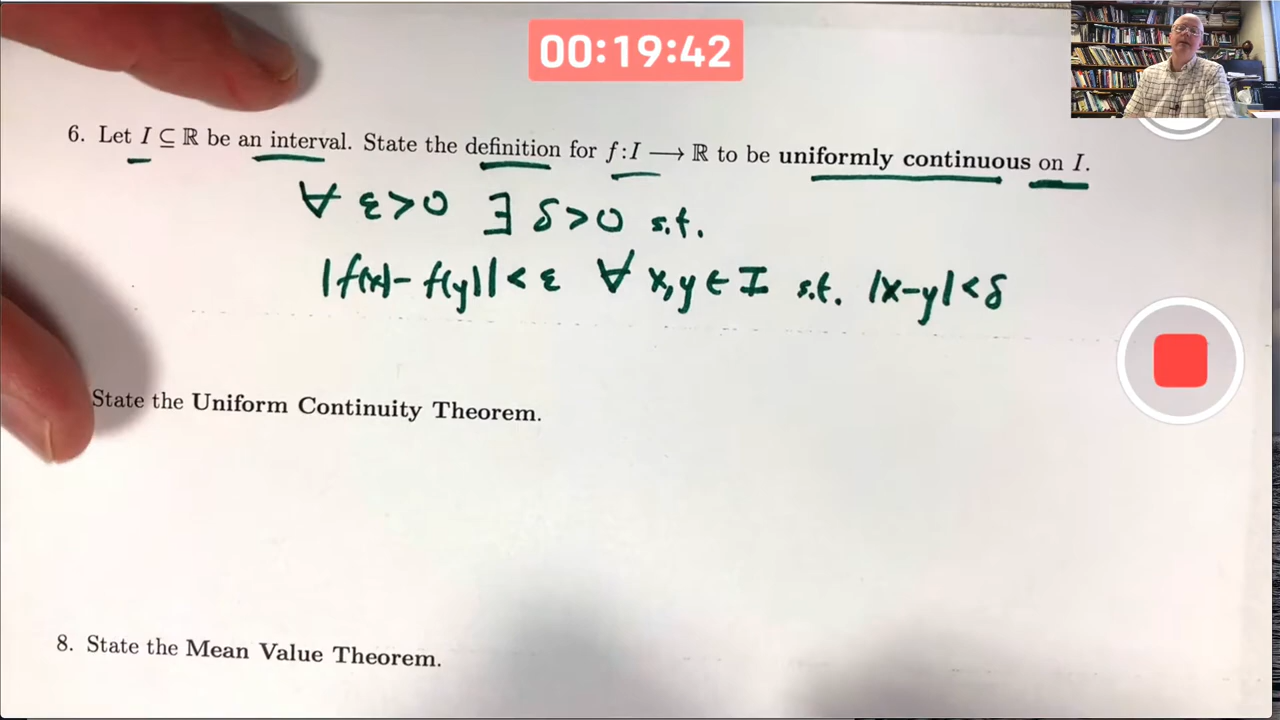 00:19:42
6. Let I ⊆ ℝ be an interval. State the definition for f : I ⟶ ℝ to be uniformly continuous on I.
∀ ε>0 ∃ δ>0 s.t.
|f(x)-f(y)|<ε ∀ x,y ∈ I s.t. |x-y|<δ
State the Uniform Continuity Theorem.
8. State the Mean Value Theorem.